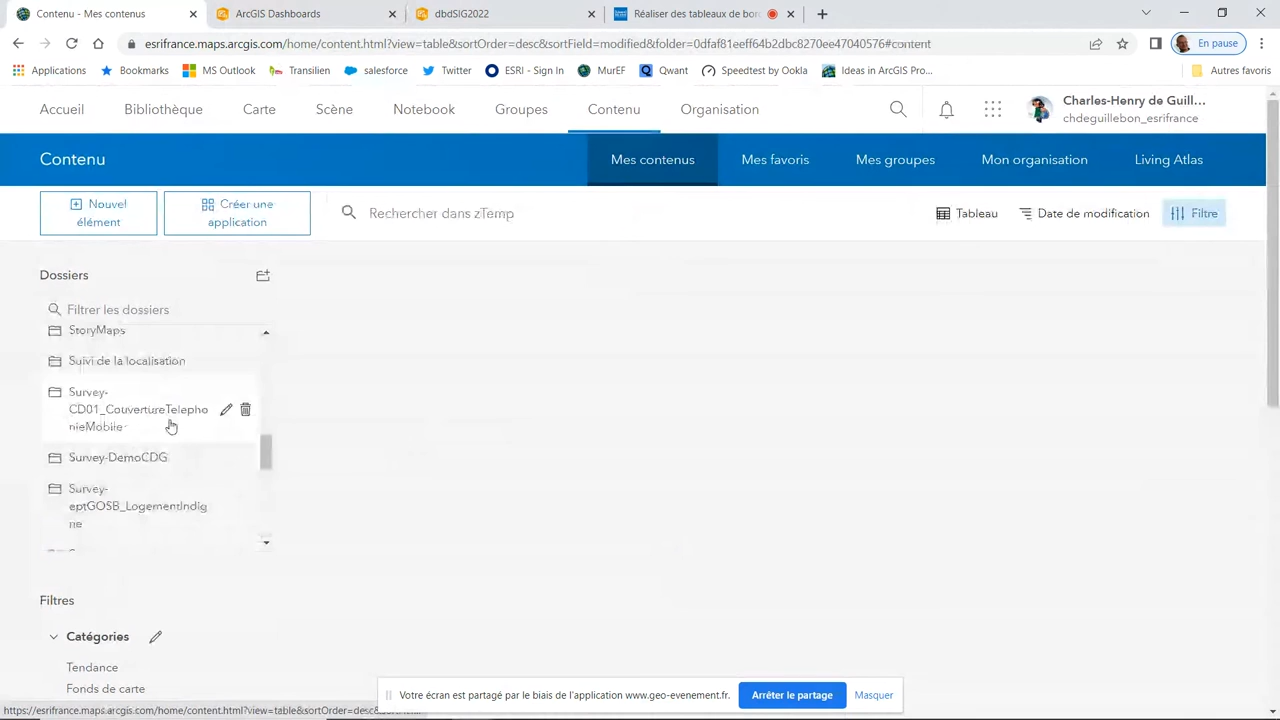 Contenu - Mes contenus
ArcGIS Dashboards
dbdSIG2022
Réaliser des tableaux de bor
esrifrance.maps.arcgis.com/home/content.html?view=table&sortOrder=desc&sortField=modified&folder=0dfaf81eeff64b2dbc8270ee47040576#content
En pause
Applications
Bookmarks
MS Outlook
Transilien
salesforce
Twitter
ESRI - Sign In
MurEF
Qwant
Speedtest by Ookla
Ideas in ArcGIS Pro...
Autres favoris
Accueil
Bibliothèque
Carte
Scène
Notebook
Groupes
Contenu
Organisation
Charles-Henry de Guill...
chdeguillebon_esrifrance
Contenu
Mes contenus
Mes favoris
Mes groupes
Mon organisation
Living Atlas
Nouvel
élément
Créer une
application
Rechercher dans zTemp
Tableau
Date de modification
Filtre
Dossiers
Filtrer les dossiers
StoryMaps
Suivi de la localisation
Survey-
CD01_CouvertureTelepho
nieMobile
Survey-DemoCDG
Survey-
eptGOSB_LogementIndig
ne
Filtres
Catégories
Tendance
Fonds de carte
Votre écran est partagé par le biais de l'application www.geo-evenement.fr.
Arrêter le partage
Masquer